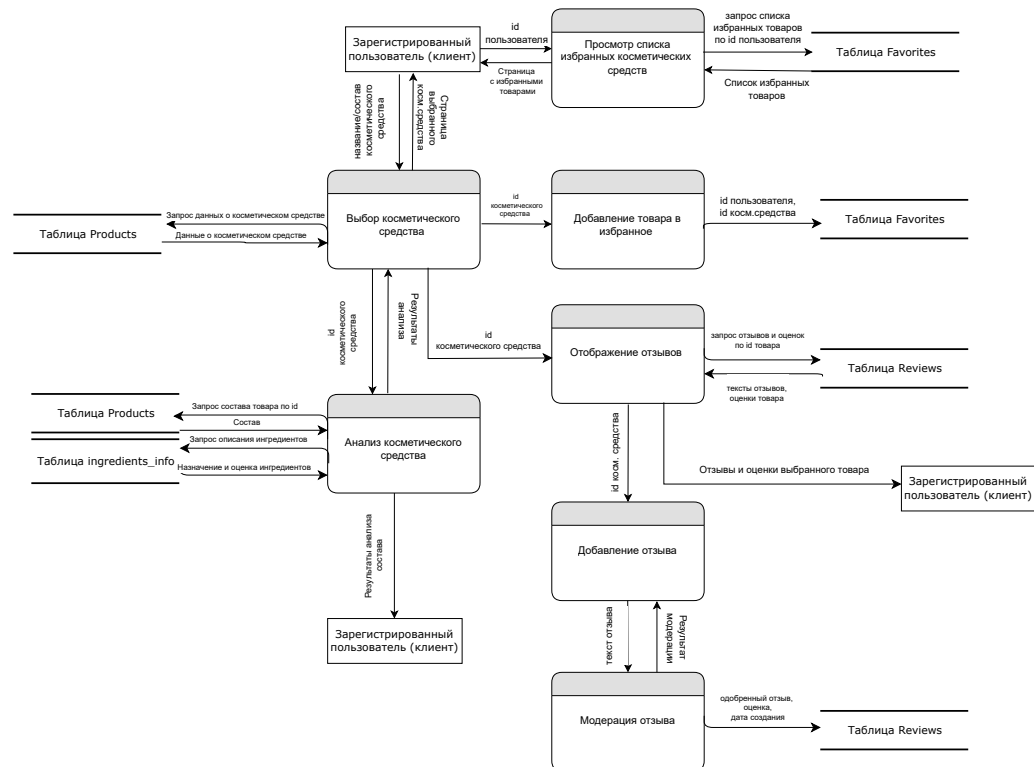 Зарегистрированный
пользователь (клиент)
id
пользователя
Страница
с избранными
товарами
Просмотр списка
избранных косметических
средств
запрос списка
избранных товаров
по id пользователя
Таблица Favorites
Список избранных
товаров
название/состав
косметического
средства
Страница
выбранного
косм.средства
Таблица Products
Запрос данных о косметическом средстве
Данные о косметическом средстве
Выбор косметического
средства
id
косметического
средства
Добавление товара в
избранное
id пользователя,
id косм.средства
Таблица Favorites
id
косметического
средства
Результаты
анализа
id
косметического средства
Отображение отзывов
запрос отзывов и оценок
по id товара
Таблица Reviews
тексты отзывов,
оценки товара
Таблица Products
Запрос состава товара по id
Состав
Запрос описания ингредиентов
Таблица ingredients_info
Назначение и оценка ингредиентов
Анализ косметического
средства
id косм. средства
Отзывы и оценки выбранного товара
Зарегистрированный
пользователь (клиент)
Результаты анализа
состава
Зарегистрированный
пользователь (клиент)
Добавление отзыва
текст отзыва
Результат
модерации
Модерация отзыва
одобренный отзыв,
оценка,
дата создания
Таблица Reviews